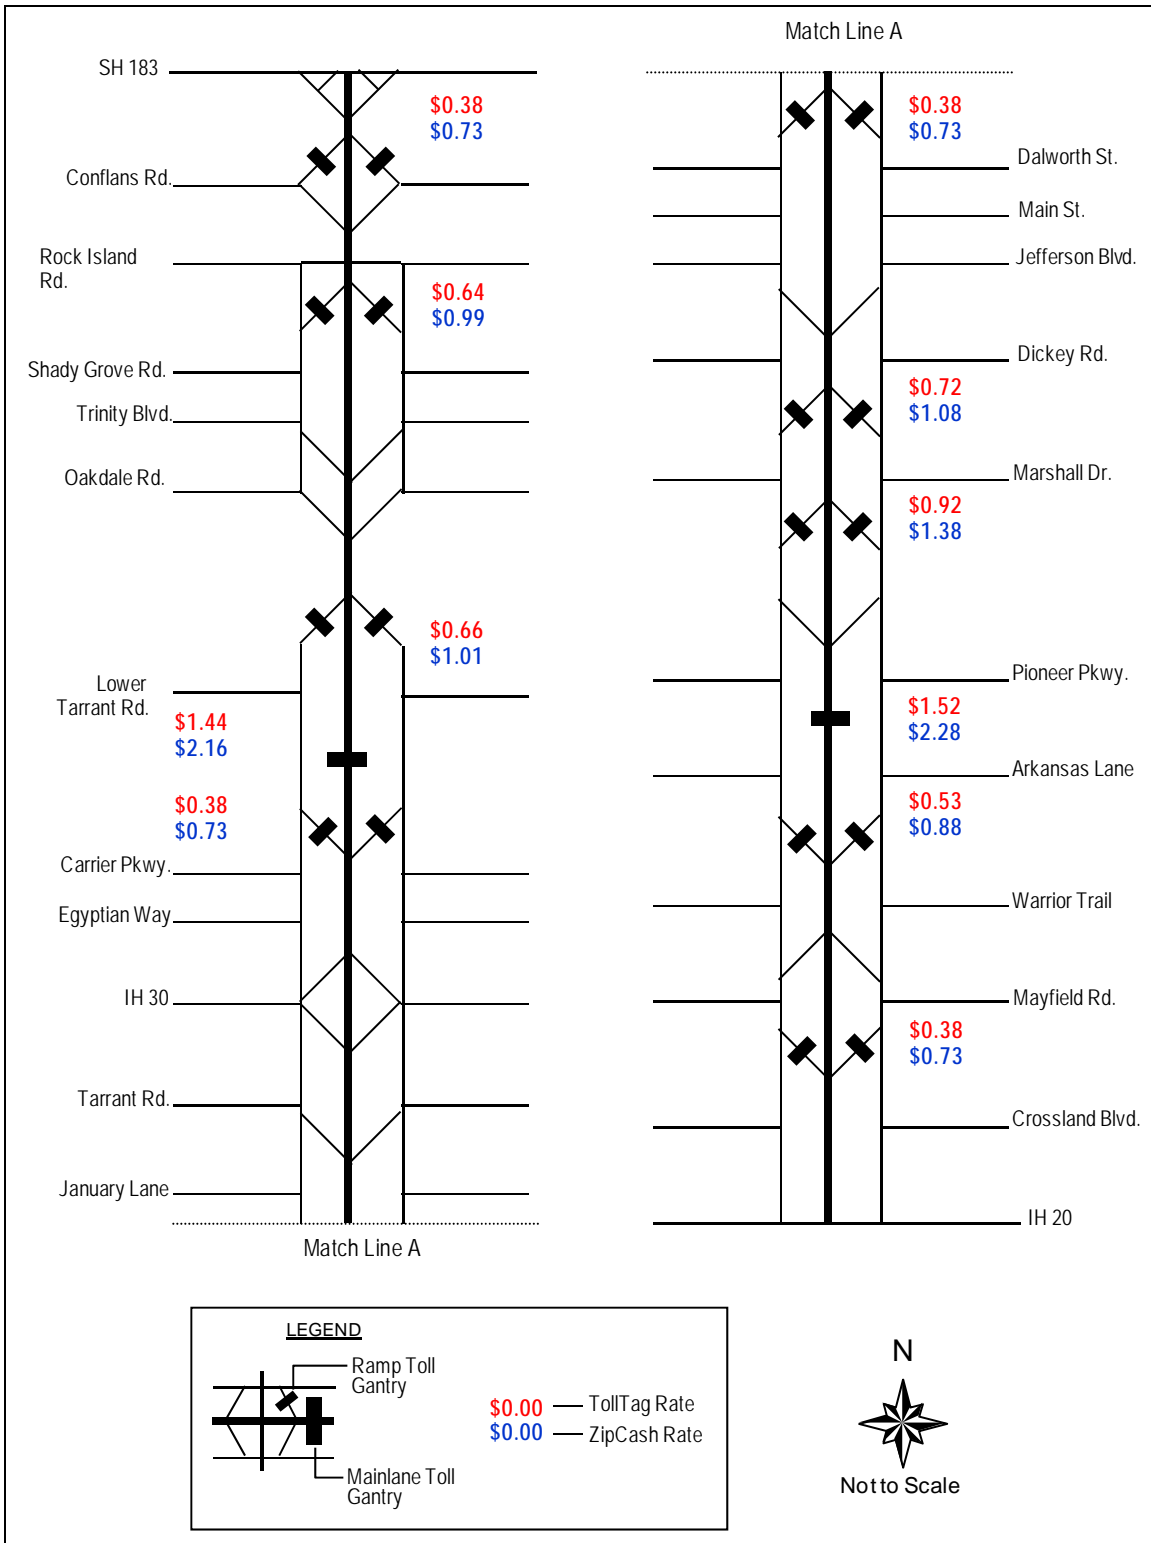 SH 183
$0.38
$0.73
Conflans Rd.
Rock Island
Rd.
$0.64
$0.99
Shady Grove Rd.
Trinity Blvd.
Oakdale Rd.
$0.66
$1.01
Lower
Tarrant Rd.
$1.44
$2.16
$0.38
$0.73
Carrier Pkwy.
Egyptian Way
IH 30
Tarrant Rd.
January Lane
Match Line A
Match Line A
$0.38
$0.73
Dalworth St.
Main St.
Jefferson Blvd.
Dickey Rd.
$0.72
$1.08
Marshall Dr.
$0.92
$1.38
Pioneer Pkwy.
$1.52
$2.28
Arkansas Lane
$0.53
$0.88
Warrior Trail
Mayfield Rd.
$0.38
$0.73
Crossland Blvd.
IH 20
LEGEND
Ramp Toll
Gantry
Mainlane Toll
Gantry
$0.00 TollTag Rate
$0.00 ZipCash Rate
N
Not to Scale